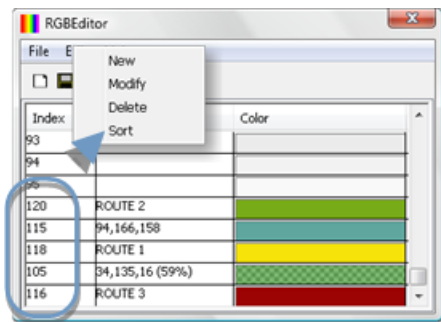 RGBEditor
File E
New
Modify
Delete
Sort
Index Color
93
94
95
120 ROUTE 2
115 94,166,158
118 ROUTE 1
105 34,135,16 (59%)
116 ROUTE 3